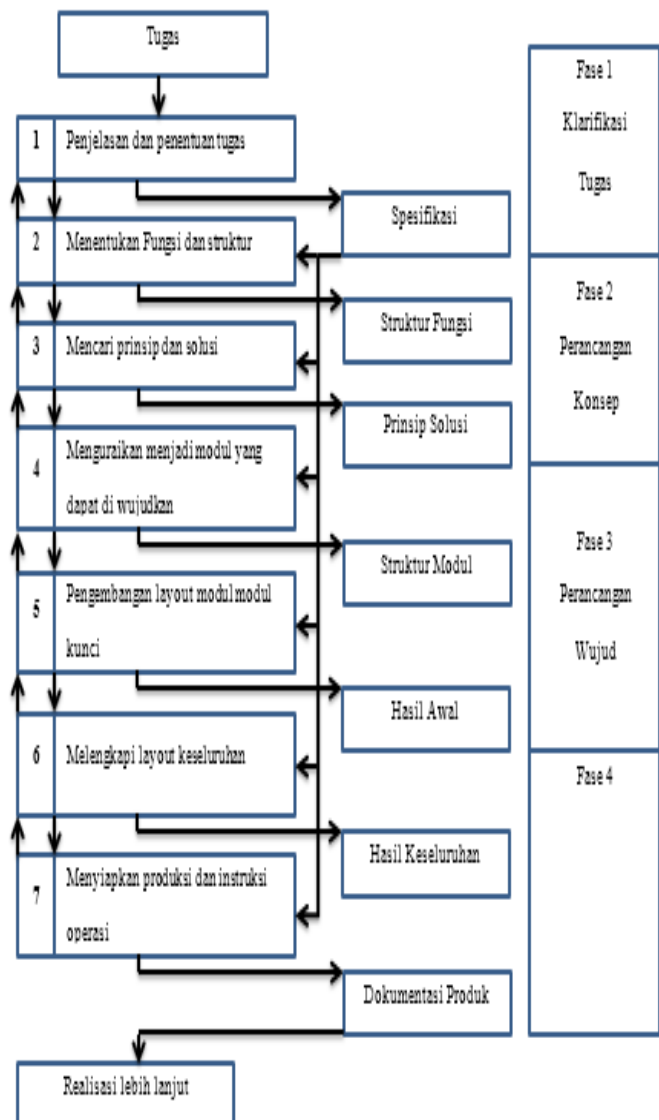 Tugas
1
Penjelasan dan penentuan tugas
Spesifikasi
2
Menentukan Fungsi dan struktur
Struktur Fungsi
3
Mencari prinsip dan solusi
Prinsip Solusi
4
Menguraikan menjadi modul yang
dapat di wujudkan
Struktur Modul
5
Pengembangan layout modul modul
kunci
Hasil Awal
6
Melengkapi layout keseluruhan
Hasil Keseluruhan
7
Menyiapkan produksi dan instruksi
operasi
Dokumentasi Produk
Realisasi lebih lanjut
Fase 1
Klarifikasi
Tugas
Fase 2
Perancangan
Konsep
Fase 3
Perancangan
Wujud
Fase 4